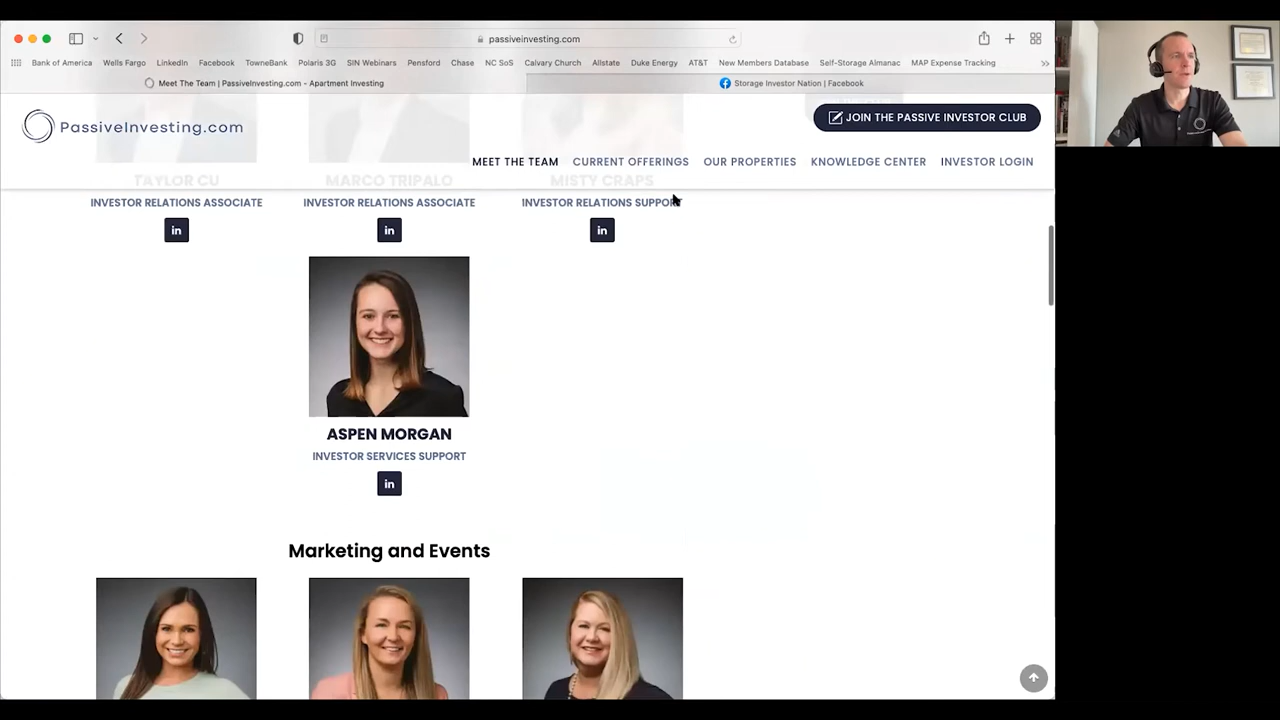 passiveinvesting.com
Bank of America Wells Fargo LinkedIn Facebook TowneBank Polaris 3G SIN Webinars Pensford Chase NC SoS Calvary Church Allstate Duke Energy AT&T New Members Database Self-Storage Almanac MAP Expense Tracking
Meet The Team | PassiveInvesting.com - Apartment Investing
Storage Investor Nation | Facebook
PassiveInvesting.com
JOIN THE PASSIVE INVESTOR CLUB
MEET THE TEAM CURRENT OFFERINGS OUR PROPERTIES KNOWLEDGE CENTER INVESTOR LOGIN
TAYLOR CU MARCO TRIPALO MISTY CRAPS
INVESTOR RELATIONS ASSOCIATE INVESTOR RELATIONS ASSOCIATE INVESTOR RELATIONS SUPPORT
in in in
ASPEN MORGAN
INVESTOR SERVICES SUPPORT
in
Marketing and Events